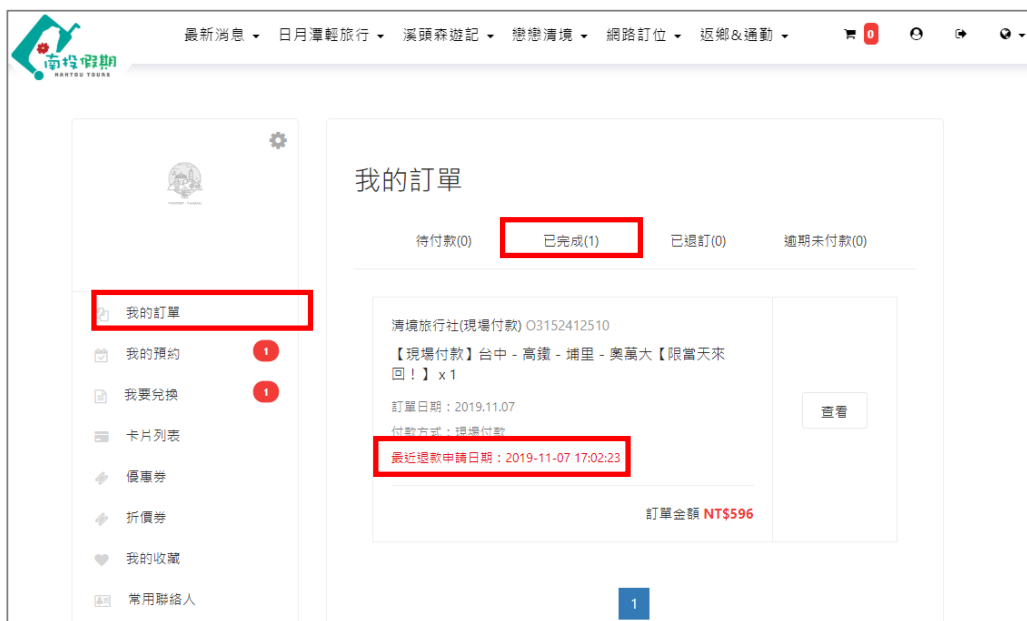 最新消息 日月潭輕旅行 溪頭森遊記 戀戀清境 網路訂位 返鄉&通勤 0
南投假期
NANTOU TOURS
我的訂單
待付款(0) 已完成(1) 已退訂(0) 逾期未付款(0)
我的訂單
我的預約 1
我要兌換 1
卡片列表
優惠券
折價券
我的收藏
常用聯絡人
清境旅行社(現場付款) O3152412510
【現場付款】台中 - 高鐵 - 埔里 - 奧萬大【限當天來
回！】 x 1
訂單日期：2019.11.07
付款方式：現場付款
最近退款申請日期：2019-11-07 17:02:23
查看
訂單金額 NT$596
1